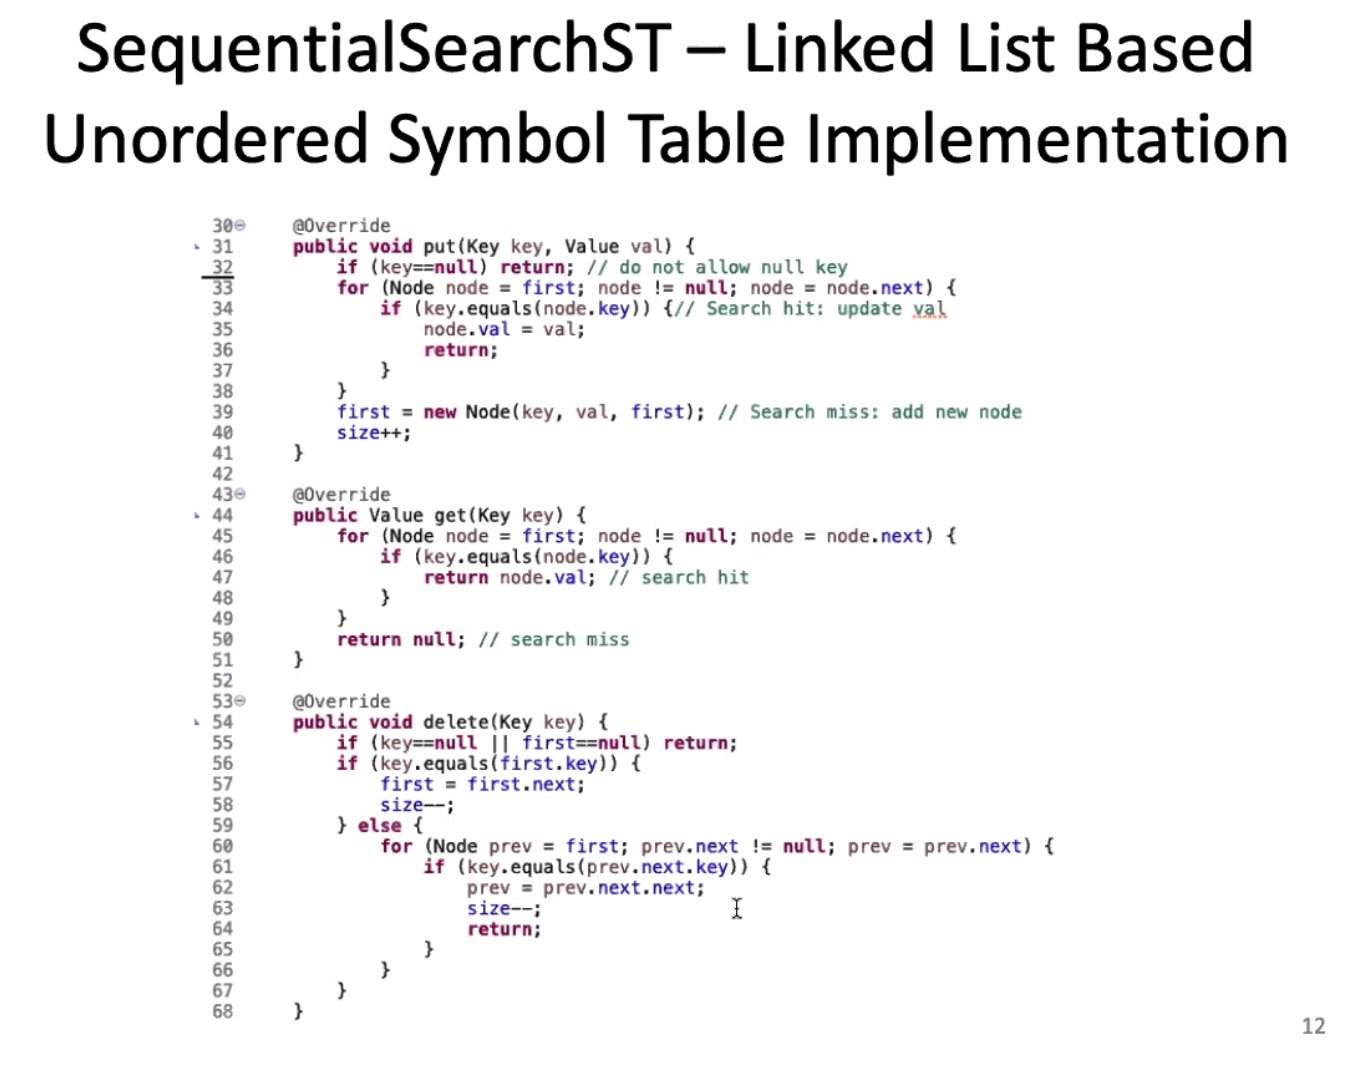 SequentialSearchST – Linked List Based
Unordered Symbol Table Implementation
30 @Override
31 public void put(Key key, Value val) {
32 if (key==null) return; // do not allow null key
33 for (Node node = first; node != null; node = node.next) {
34 if (key.equals(node.key)) {// Search hit: update val
35 node.val = val;
36 return;
37 }
38 }
39 first = new Node(key, val, first); // Search miss: add new node
40 size++;
41 }
42
43 @Override
44 public Value get(Key key) {
45 for (Node node = first; node != null; node = node.next) {
46 if (key.equals(node.key)) {
47 return node.val; // search hit
48 }
49 }
50 return null; // search miss
51 }
52
53 @Override
54 public void delete(Key key) {
55 if (key==null || first==null) return;
56 if (key.equals(first.key)) {
57 first = first.next;
58 size--;
59 } else {
60 for (Node prev = first; prev.next != null; prev = prev.next) {
61 if (key.equals(prev.next.key)) {
62 prev = prev.next.next;
63 size--;
64 return;
65 }
66 }
67 }
68 }
12